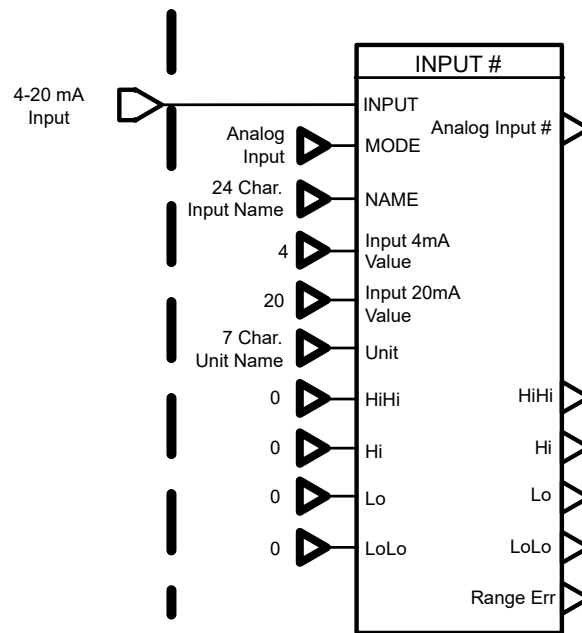 INPUT #
4-20 mA
Input
INPUT
Analog Input #
Analog
Input
MODE
24 Char.
Input Name
NAME
4
Input 4mA
Value
20
Input 20mA
Value
7 Char.
Unit Name
Unit
0
HiHi
HiHi
0
Hi
Hi
0
Lo
Lo
0
LoLo
LoLo
Range Err